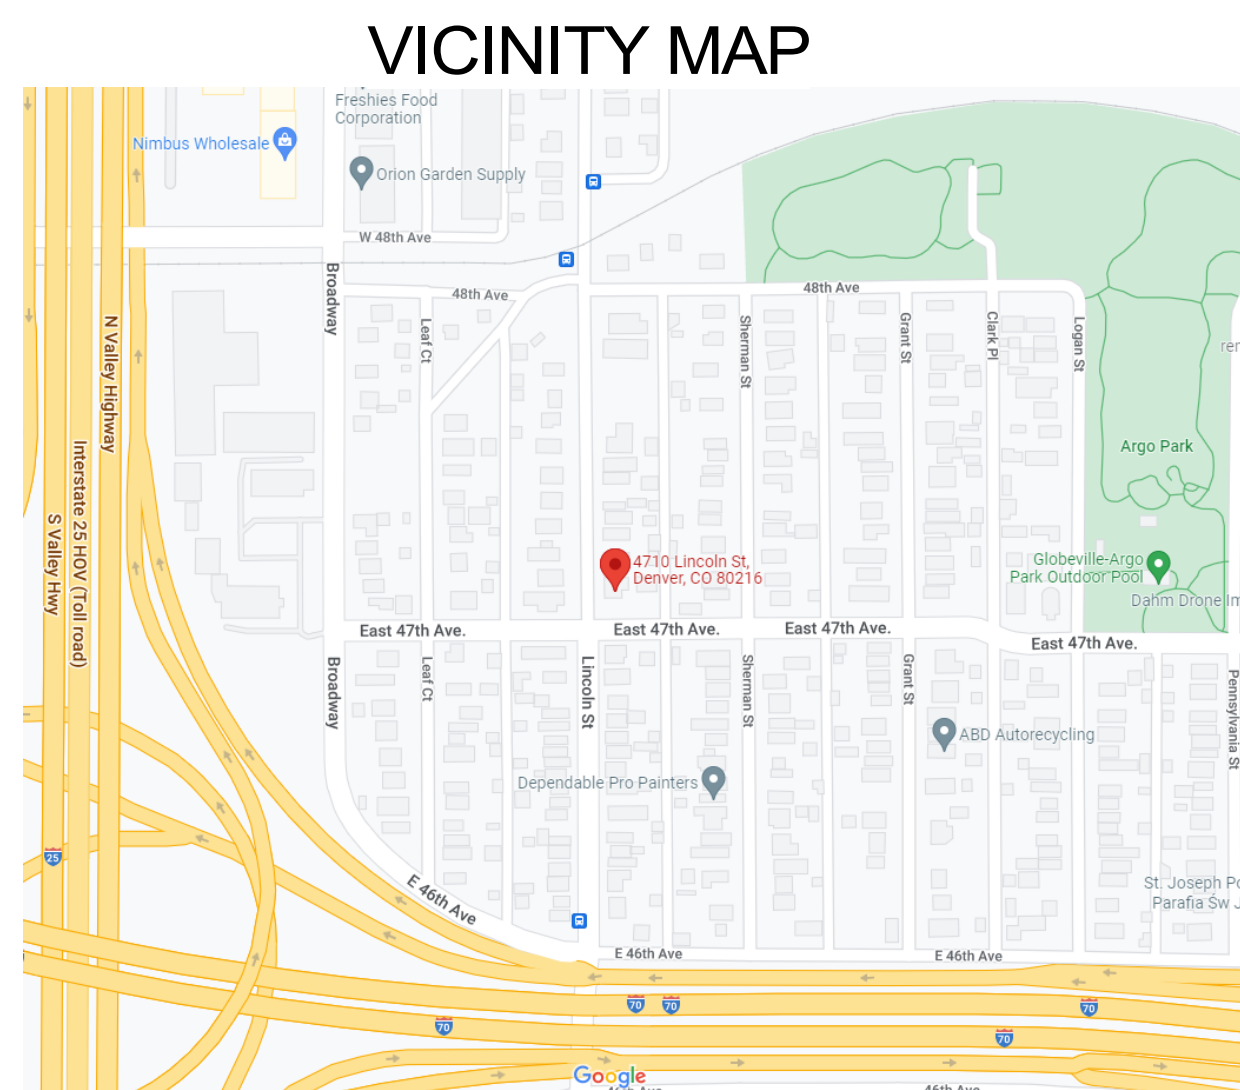 VICINITY MAP
Freshies Food
Corporation
Nimbus Wholesale
Orion Garden Supply
W 48th Ave
48th Ave
48th Ave
Broadway
Leaf Ct
Sherman St
Grant St
Clark Pl
Logan St
N Valley Highway
Interstate 25 HOV (Toll road)
S Valley Hwy
Argo Park
4710 Lincoln St,
Denver, CO 80216
Globeville-Argo
Park Outdoor Pool
Dahm Drone
East 47th Ave.
East 47th Ave.
East 47th Ave.
East 47th Ave.
Broadway
Leaf Ct
Lincoln St
Sherman St
Grant St
Pennsylvania St
ABD Autorecycling
Dependable Pro Painters
25
E 46th Ave
St. Joseph
Parafia Św
E 46th Ave
E 46th Ave
70
70
70
70
70
Google
46th Ave
46th Ave